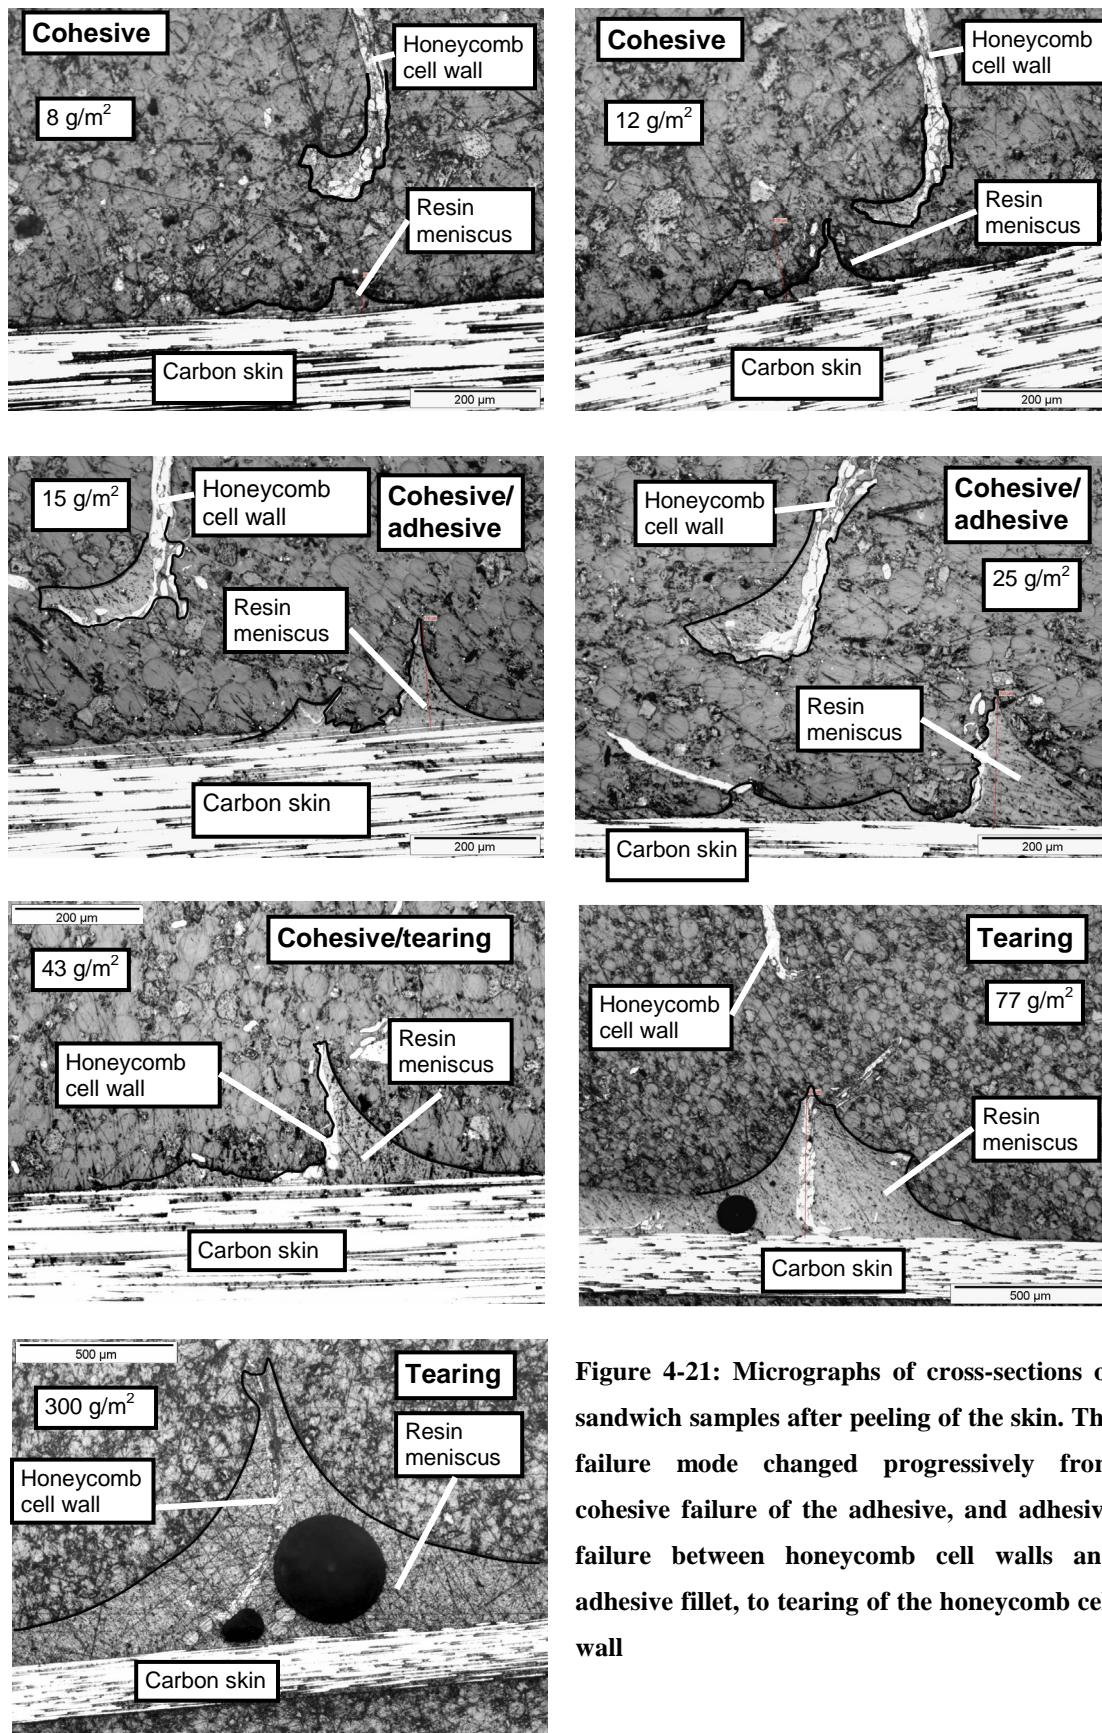 Cohesive
8 g/m²
Honeycomb
cell wall
Resin
meniscus
Carbon skin
200 µm
Cohesive
12 g/m²
Honeycomb
cell wall
Resin
meniscus
Carbon skin
200 µm
15 g/m²
Honeycomb
cell wall
Cohesive/
adhesive
Resin
meniscus
Carbon skin
200 µm
Honeycomb
cell wall
Cohesive/
adhesive
25 g/m²
Resin
meniscus
Carbon skin
200 µm
200 µm
43 g/m²
Cohesive/tearing
Honeycomb
cell wall
Resin
meniscus
Carbon skin
Tearing
77 g/m²
Honeycomb
cell wall
Resin
meniscus
Carbon skin
500 µm
500 µm
300 g/m²
Tearing
Resin
meniscus
Honeycomb
cell wall
Carbon skin
Figure 4-21: Micrographs of cross-sections o
sandwich samples after peeling of the skin. Th
failure mode changed progressively from
cohesive failure of the adhesive, and adhesiv
failure between honeycomb cell walls an
adhesive fillet, to tearing of the honeycomb cel
wall